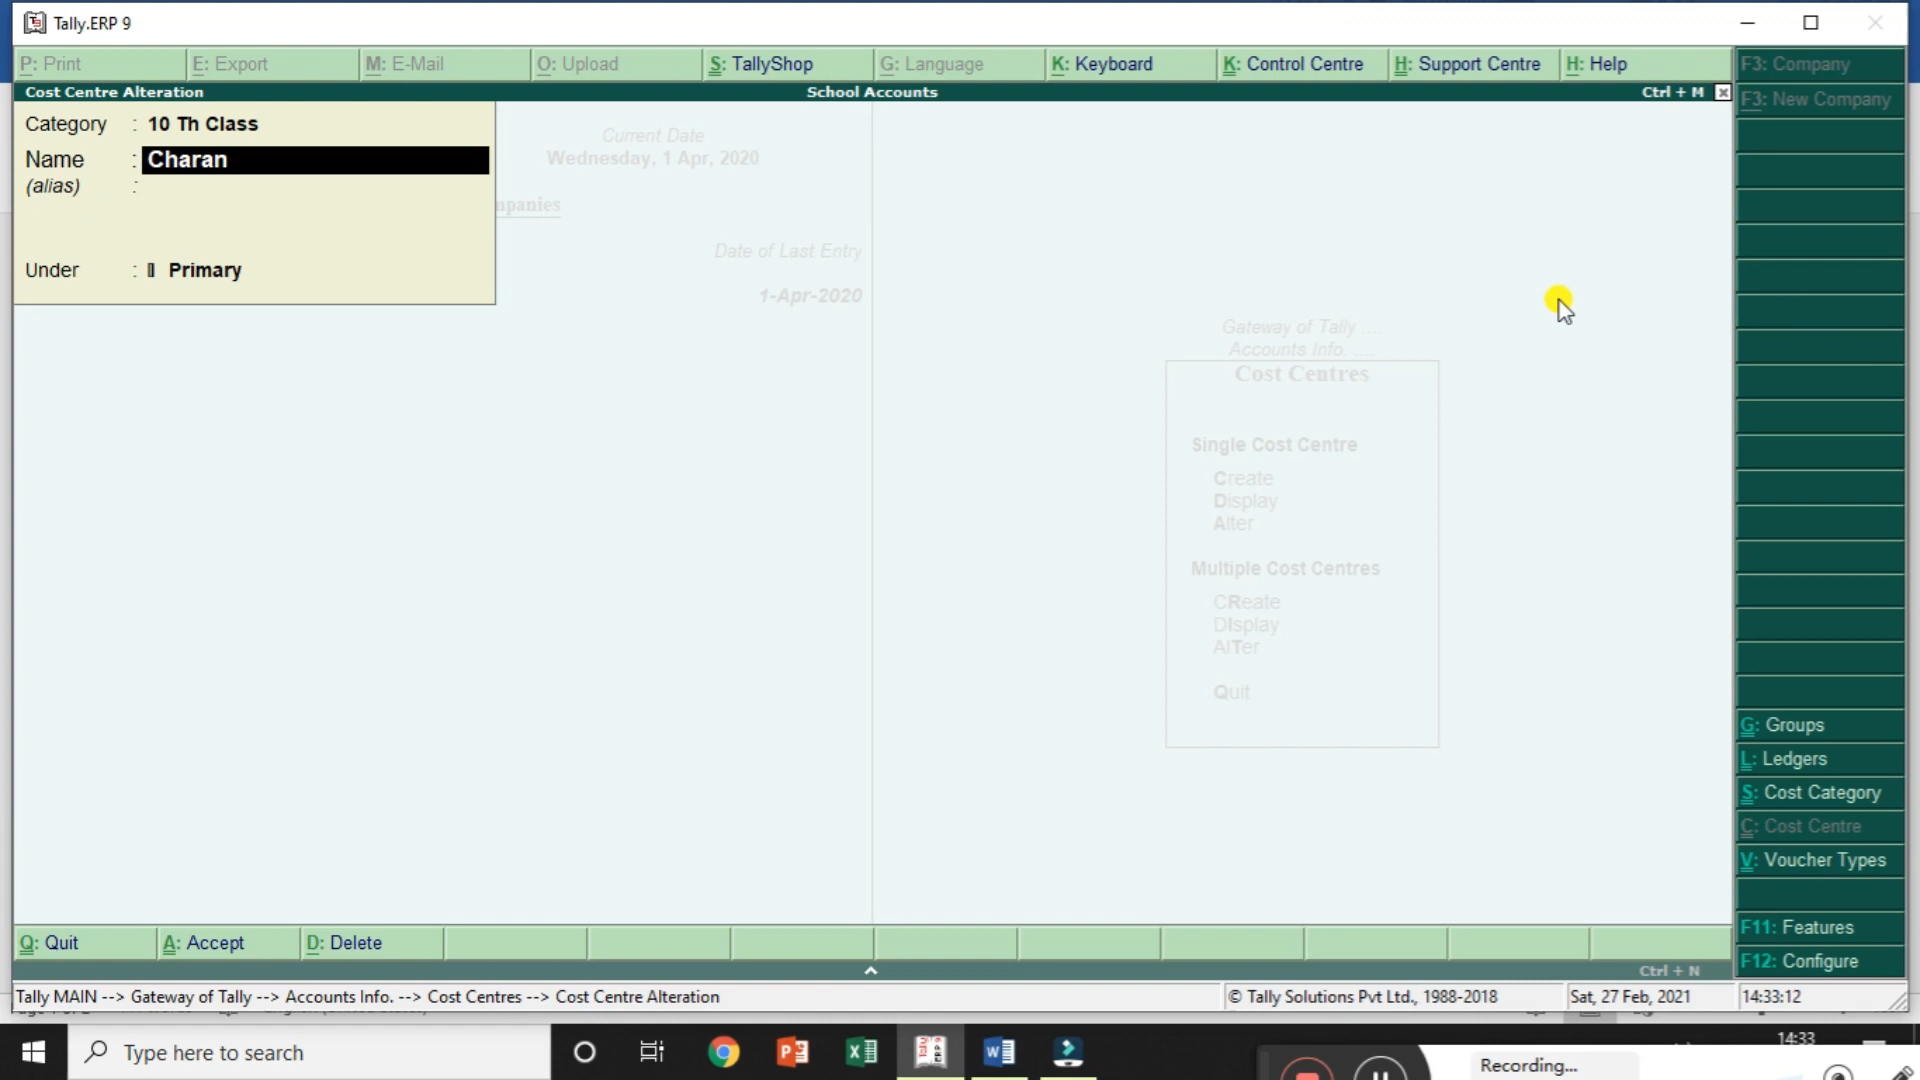 Tally.ERP 9
P: Print E: Export M: E-Mail O: Upload S: TallyShop G: Language K: Keyboard K: Control Centre H: Support Centre H: Help
F3: Company
Cost Centre Alteration School Accounts Ctrl + M
F3: New Company
Category : 10 Th Class
Name : Charan
(alias) :
Under : Primary
Current Date
Wednesday, 1 Apr, 2020
mpanies
Date of Last Entry
1-Apr-2020
Gateway of Tally ....
Accounts Info. ....
Cost Centres
Single Cost Centre
Create
Display
Alter
Multiple Cost Centres
CReate
DIsplay
AlTer
Quit
G: Groups
L: Ledgers
S: Cost Category
C: Cost Centre
V: Voucher Types
F11: Features
F12: Configure
Q: Quit A: Accept D: Delete
Ctrl + N
Tally MAIN --> Gateway of Tally --> Accounts Info. --> Cost Centres --> Cost Centre Alteration © Tally Solutions Pvt Ltd., 1988-2018 Sat, 27 Feb, 2021 14:33:12
Type here to search
14:33
Recording...